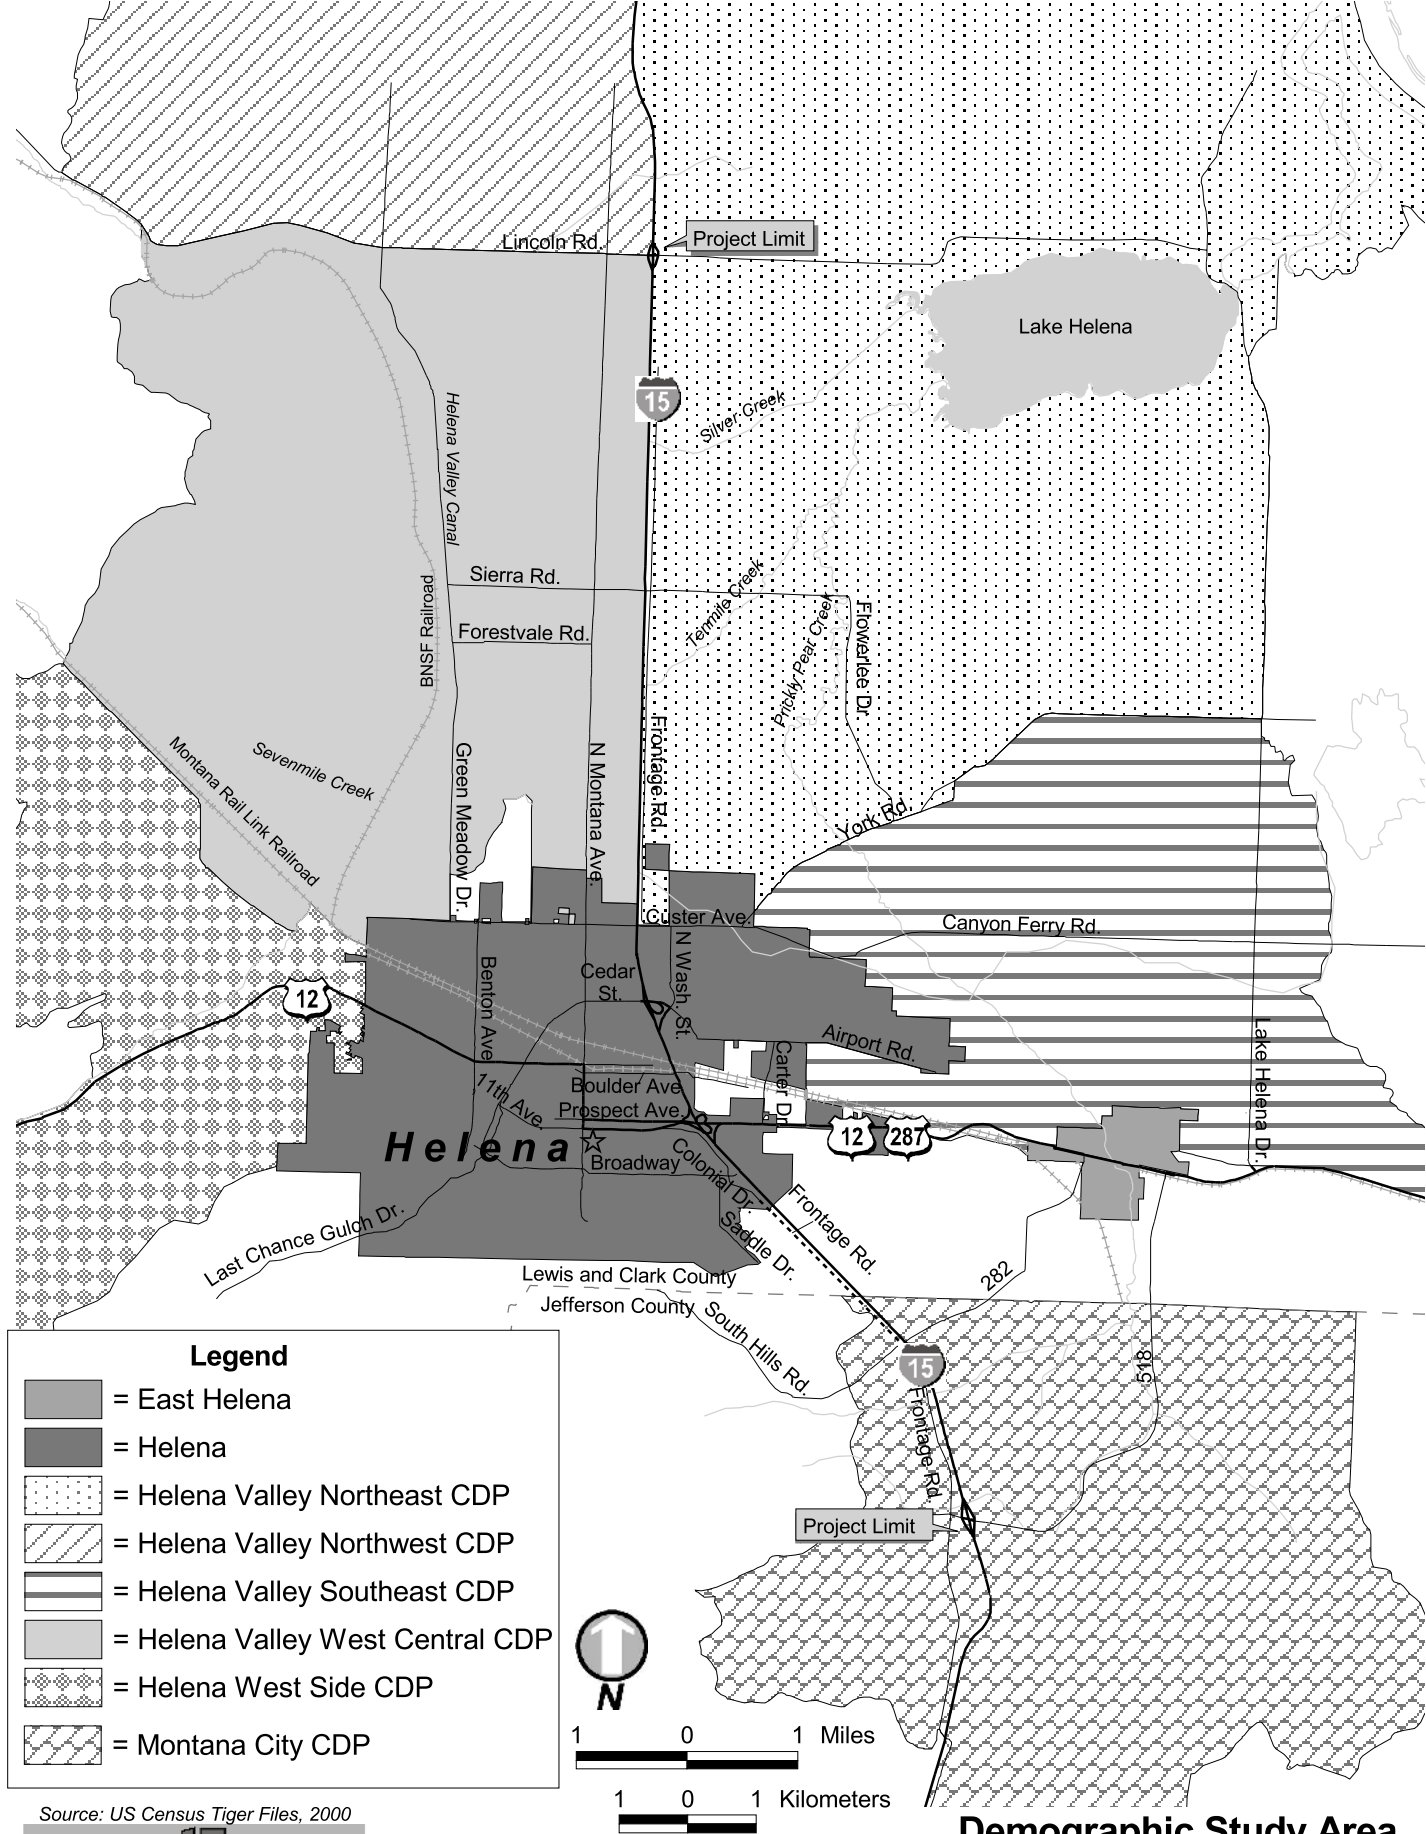 Lincoln Rd.
Project Limit
Lake Helena
15
Silver Creek
Helena Valley Canal
Sierra Rd.
Forestvale Rd.
BNSF Railroad
Tenmile Creek
Prickly Pear Creek
Flowerlee Dr
Frontage Rd.
Montana Rail Link Railroad
Sevenmile Creek
Green Meadow Dr.
N Montana Ave.
York Rd.
Custer Ave.
Canyon Ferry Rd.
12
Benton Ave
Cedar
St.
N Wash. St.
Airport Rd.
Carter Dr.
Lake Helena Dr.
11th Ave.
Boulder Ave
Prospect Ave.
12
287
Helena
Broadway
Colonial Dr.
Saddle Dr.
Frontage Rd.
Last Chance Gulch Dr.
Lewis and Clark County
Jefferson County
South Hills Rd.
282
518
15
Frontage Rd.
Project Limit
Legend
= East Helena
= Helena
= Helena Valley Northeast CDP
= Helena Valley Northwest CDP
= Helena Valley Southeast CDP
= Helena Valley West Central CDP
= Helena West Side CDP
= Montana City CDP
N
1 0 1 Miles
1 0 1 Kilometers
Source: US Census Tiger Files, 2000
Demographic Study Area